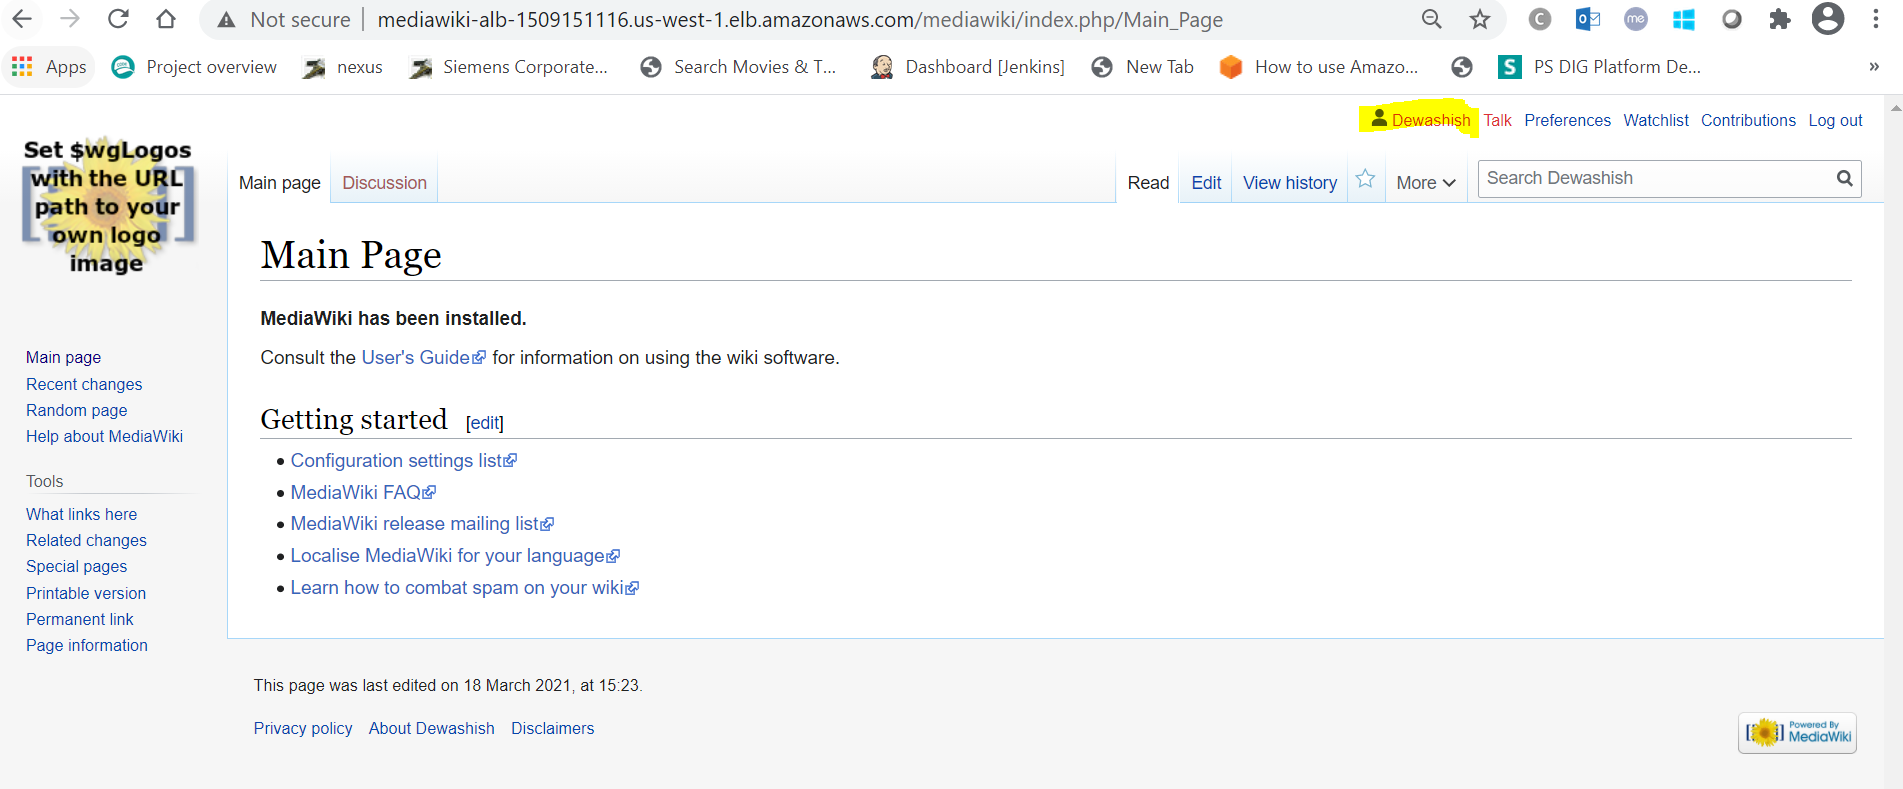 Not secure mediawiki-alb-1509151116.us-west-1.elb.amazonaws.com/mediawiki/index.php/Main_Page
C me
Apps Project overview nexus Siemens Corporate... Search Movies & T... Dashboard [Jenkins] New Tab How to use Amazo... S PS DIG Platform De... »
Dewashish Talk Preferences Watchlist Contributions Log out
Set $wgLogos
with the URL
path to your
own logo
image
Main page Discussion Read Edit View history More Search Dewashish
Main Page
MediaWiki has been installed.
Consult the User's Guide for information on using the wiki software.
Main page
Recent changes
Random page
Help about MediaWiki
Tools
What links here
Related changes
Special pages
Printable version
Permanent link
Page information
Getting started [edit]
• Configuration settings list
• MediaWiki FAQ
• MediaWiki release mailing list
• Localise MediaWiki for your language
• Learn how to combat spam on your wiki
This page was last edited on 18 March 2021, at 15:23.
Privacy policy About Dewashish Disclaimers
Powered By
MediaWiki